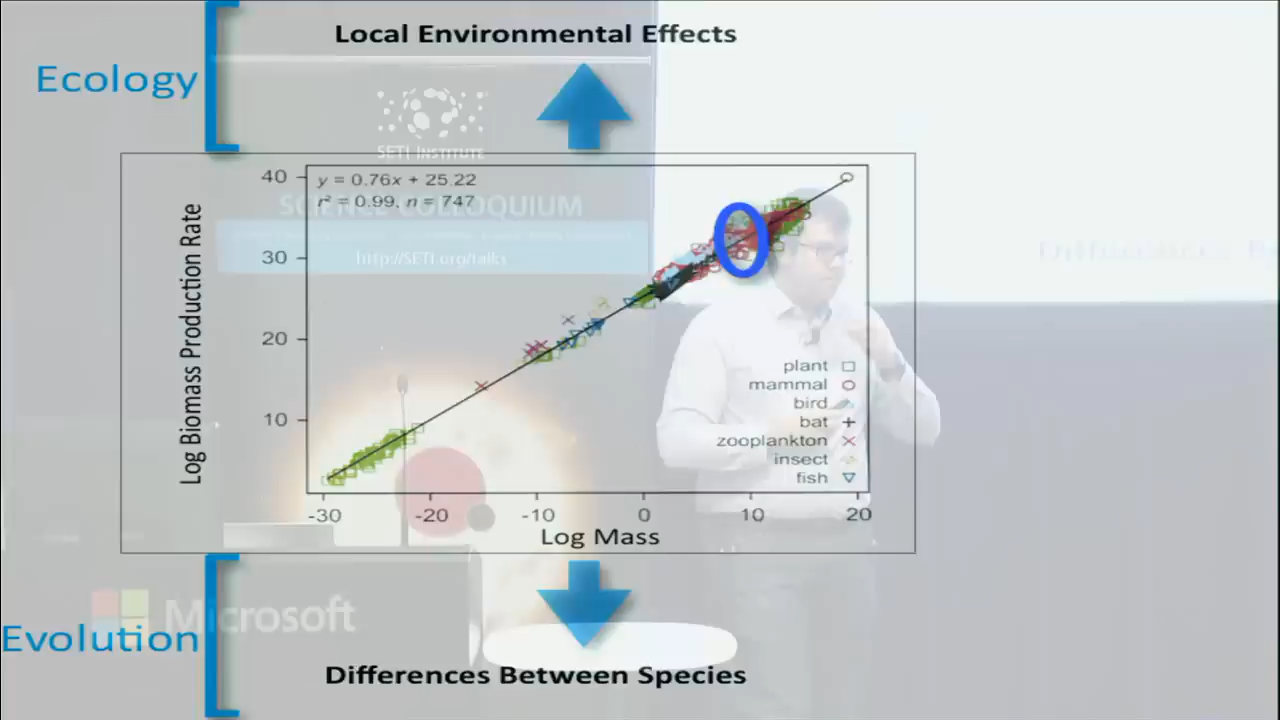 Local Environmental Effects
Ecology
SETI INSTITUTE
SCIENCE COLLOQUIUM
http://SETI.org/talks
Log Biomass Production Rate
40
30
20
10
y = 0.76x + 25.22
r² = 0.99, n = 747
plant
mammal
bird
bat
zooplankton
insect
fish
-30 -20 -10 0 10 20
Log Mass
Microsoft
Evolution
Differences Between Species